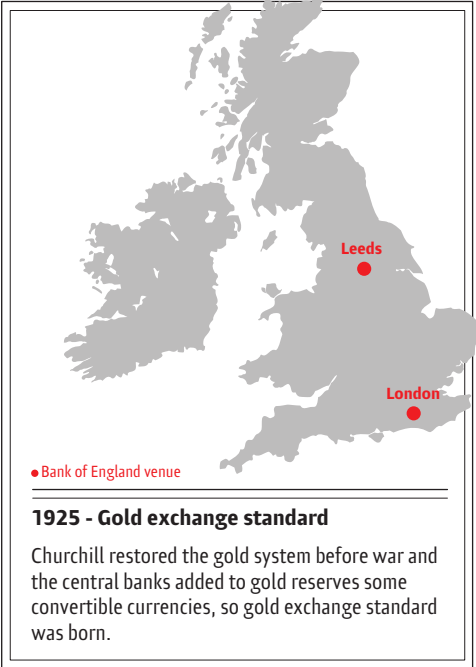 Leeds
London
Bank of England venue
1925 - Gold exchange standard
Churchill restored the gold system before war and
the central banks added to gold reserves some
convertible currencies, so gold exchange standard
was born.